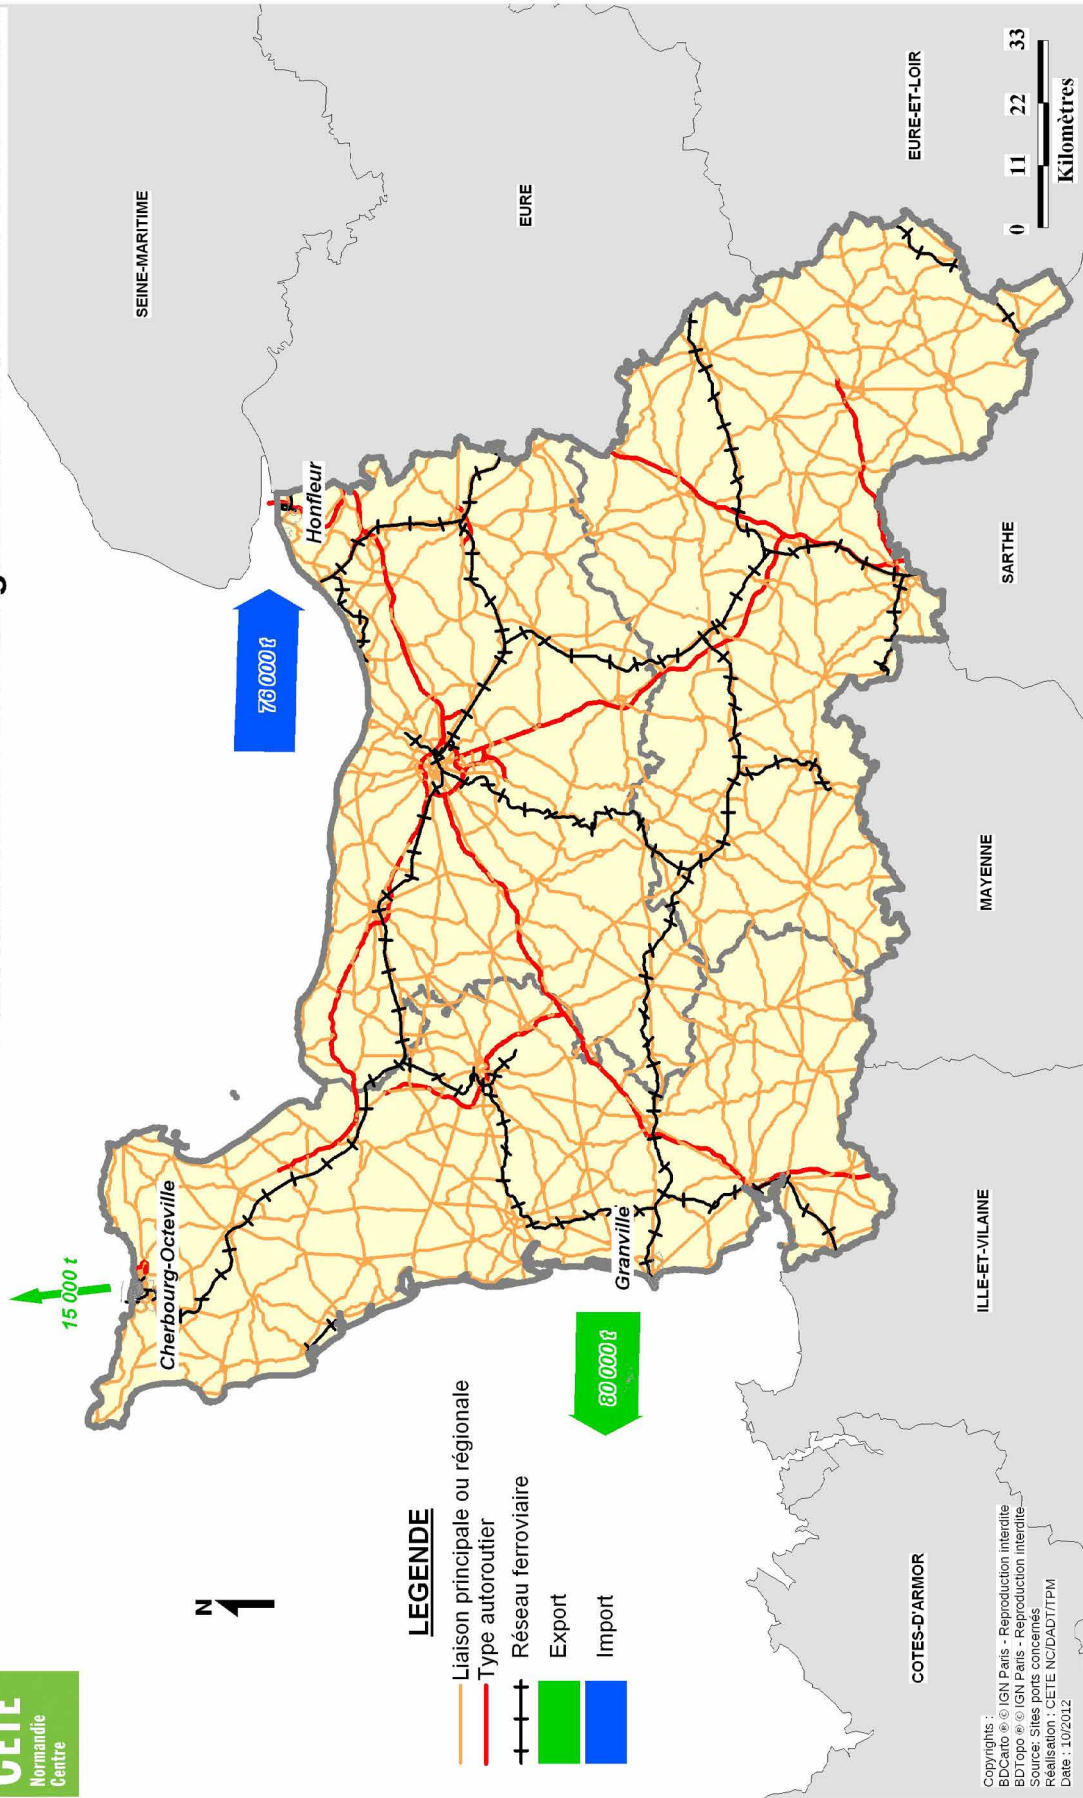 CETE
Normandie
Centre
N
15 000 t
Cherbourg-Octeville
SEINE-MARITIME
76 000 t
Honfleur
EURE
LEGENDE
Liaison principale ou régionale
Type autoroutier
Réseau ferroviaire
Export
Import
80 000 t
Granville
EURE-ET-LOIR
SARTHE
MAYENNE
ILLE-ET-VILAINE
COTES-D'ARMOR
0 11 22 33
Kilomètres
Copyrights :
BDCarto ® © IGN Paris - Reproduction interdite
BDTopo ® © IGN Paris - Reproduction interdite
Source: Sites ports concernés
Réalisation : CETE NC/DADT/TPM
Date : 10/2012